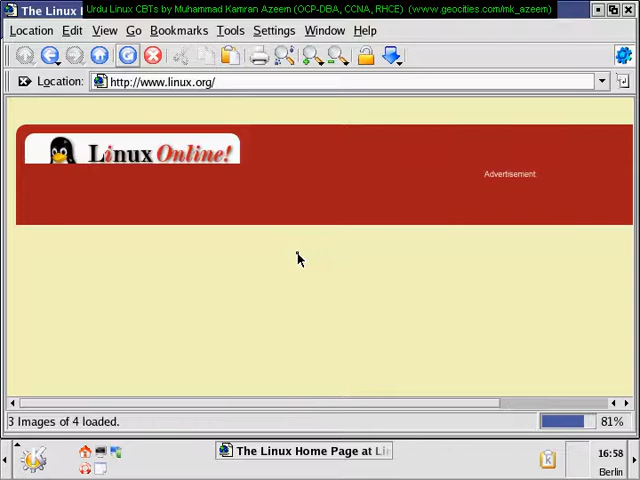 The Linux
Urdu Linux CBTs by Muhammad Kamran Azeem (OCP-DBA, CCNA, RHCE) (www.geocities.com/mk_azeem)
Location Edit View Go Bookmarks Tools Settings Window Help
Location: http://www.linux.org/
Linux Online!
Advertisement
3 Images of 4 loaded.
81%
The Linux Home Page at Li
16:58
Berlin